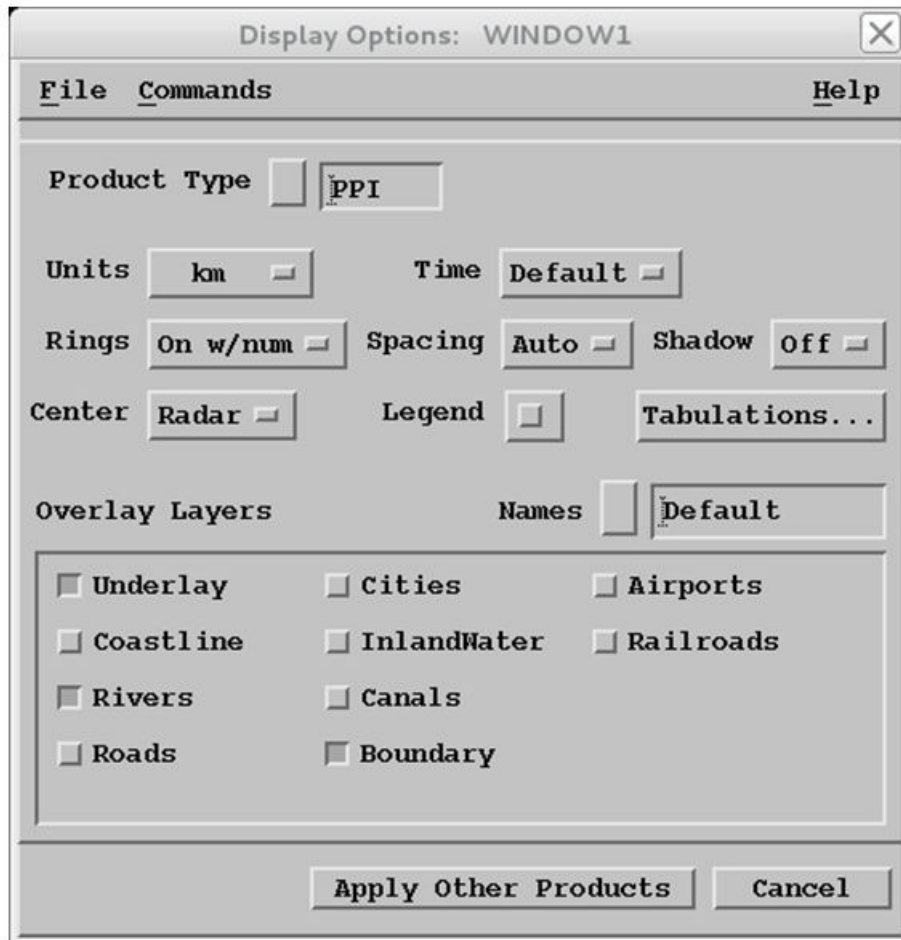 Display Options: WINDOW1
File Commands Help
Product Type PPI
Units km Time Default
Rings On w/num Spacing Auto Shadow Off
Center Radar Legend Tabulations...
Overlay Layers Names Default
Underlay Cities Airports
Coastline InlandWater Railroads
Rivers Canals
Roads Boundary
Apply Other Products Cancel